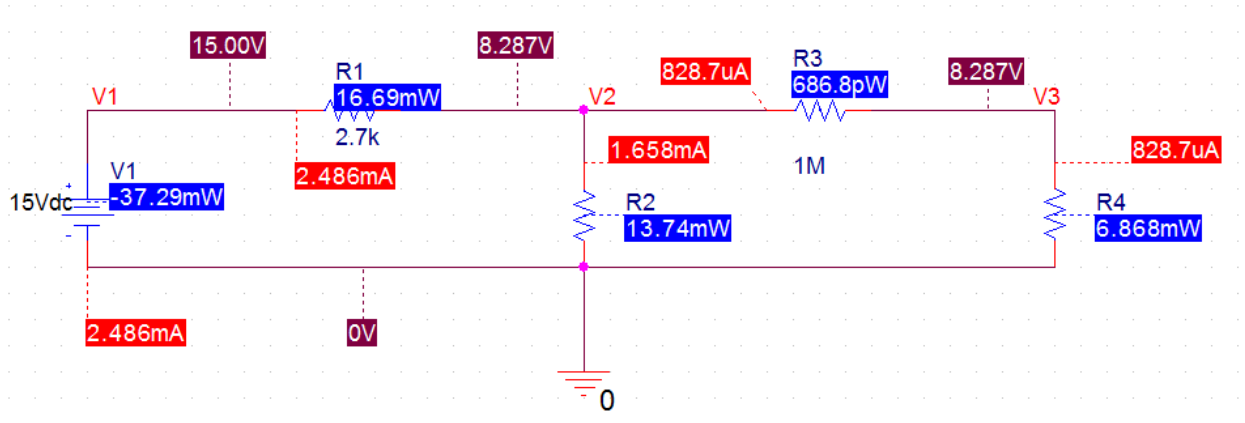 15.00V
8.287V
R3
828.7uA
686.8pW
8.287V
R1
V1
16.69mW
V2
V3
2.7k
1M
1.658mA
828.7uA
2.486mA
V1
15Vdc
-37.29mW
+
-
R2
13.74mW
R4
6.868mW
2.486mA
0V
0